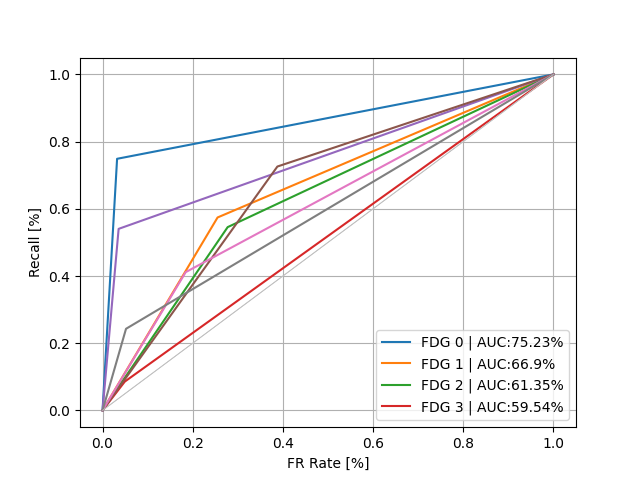 1.0
0.8
0.6
0.4
0.2
0.0
Recall [%]
0.0 0.2 0.4 0.6 0.8 1.0
FR Rate [%]
FDG 0 | AUC:75.23%
FDG 1 | AUC:66.9%
FDG 2 | AUC:61.35%
FDG 3 | AUC:59.54%